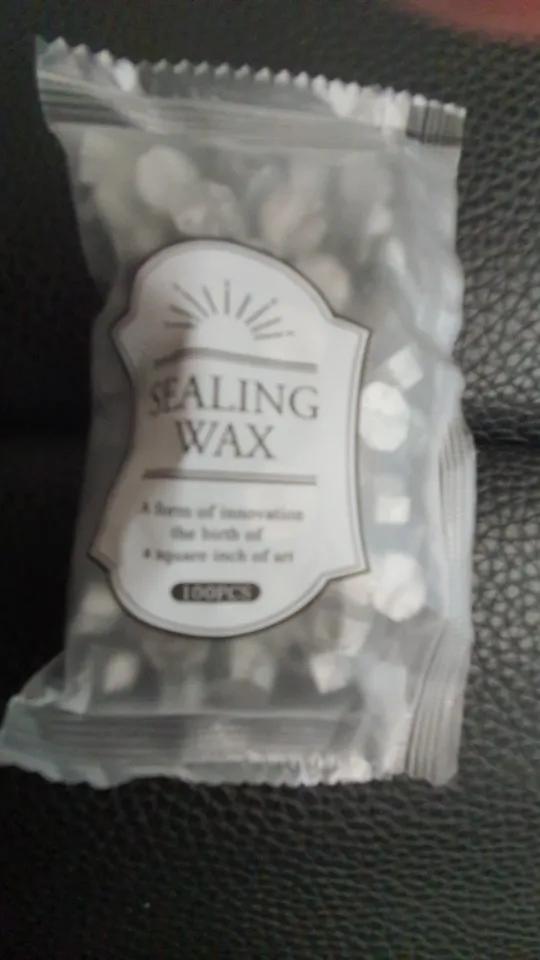 SEALING
WAX
A form of innovation
the birth of
a square inch of art
100PCS